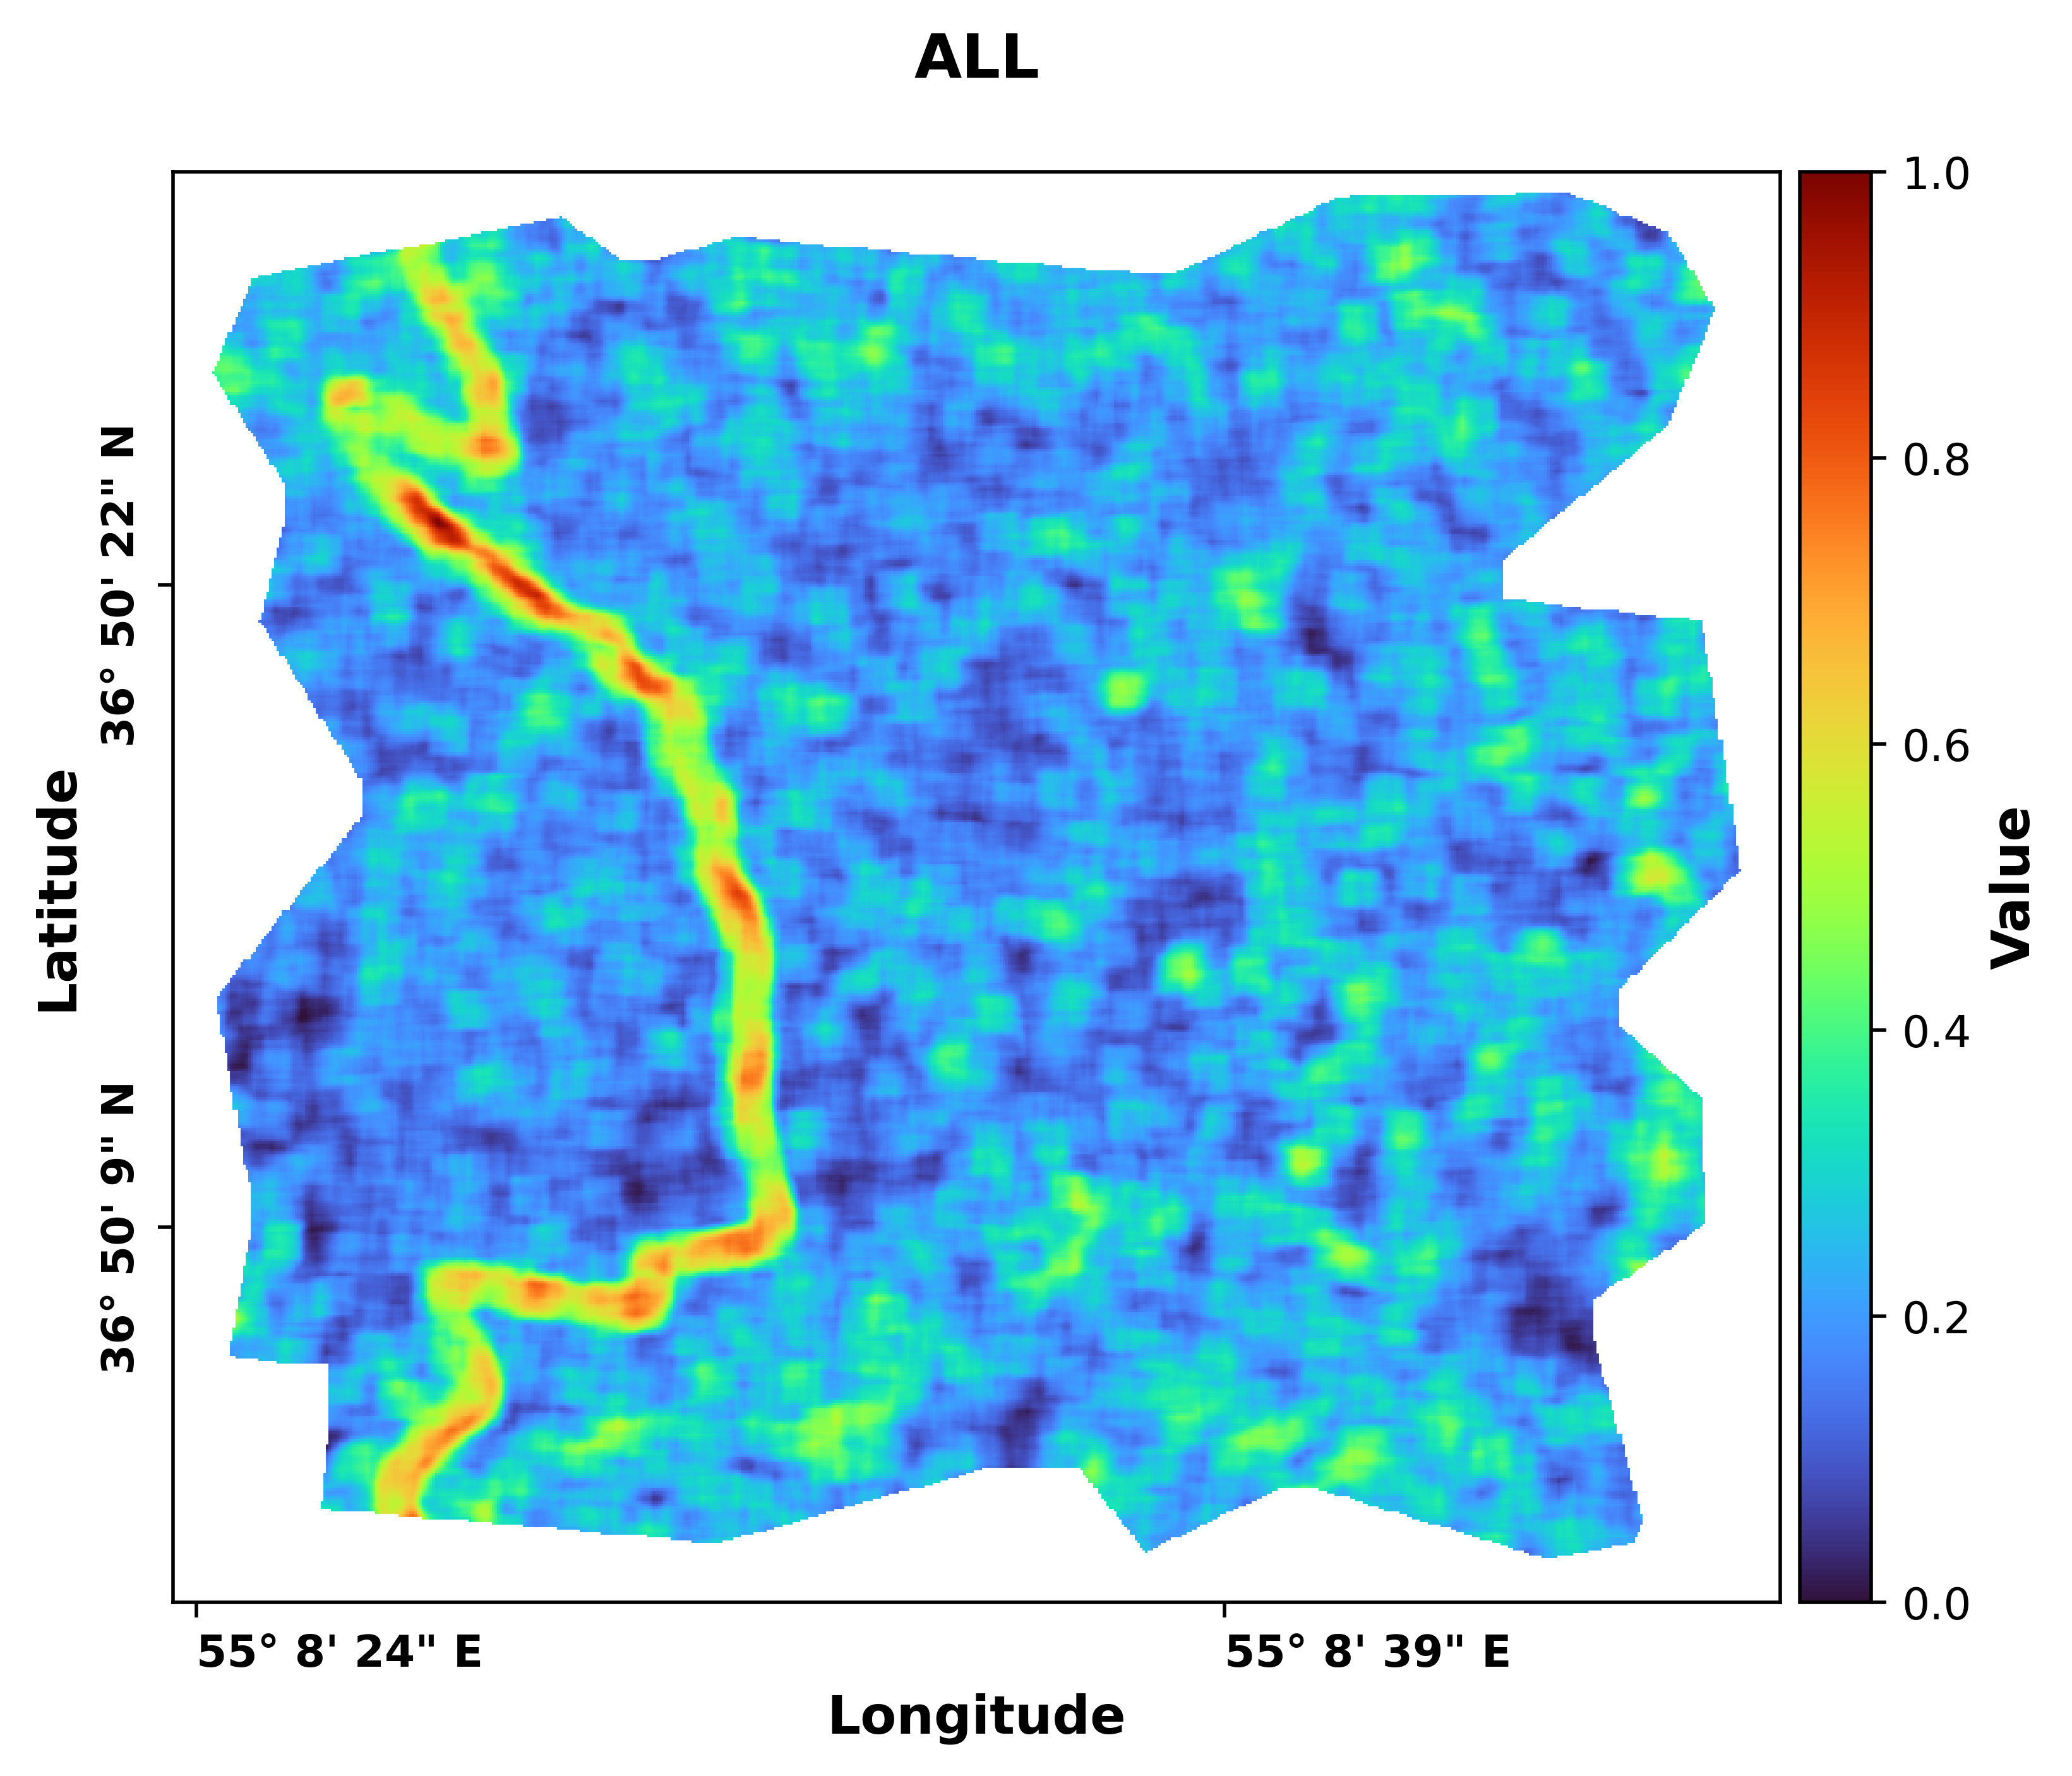 ALL
Latitude
36° 50' 22" N
36° 50' 9" N
55° 8' 24" E
55° 8' 39" E
Longitude
1.0
0.8
0.6
0.4
0.2
0.0
Value